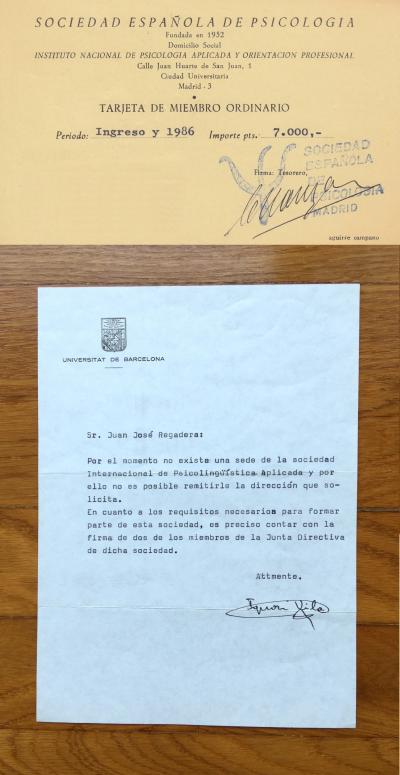 SOCIEDAD ESPAÑOLA DE PSICOLOGIA
Fundada en 1952
Domicilio Social
INSTITUTO NACIONAL DE PSICOLOGIA APLICADA Y ORIENTACION PROFESIONAL
Calle Juan Huarte de San Juan, 1
Ciudad Universitaria
Madrid - 3
TARJETA DE MIEMBRO ORDINARIO
Periodo: Ingreso y 1986 Importe pts. 7.000,-
SOCIEDAD
ESPAÑOLA
DE
PSICOLOGIA
MADRID
Firma: Tesorero,
aguirre campano
UNIVERSITAT DE BARCELONA
Sr. Juan José Regadera:
Por el momento no existe una sede de la sociedad
Internacional de Psicolingüística Aplicada y por
ello no es posible remitirle la dirección que so-
licita.
En cuanto a los requisitos necesarios para formar
parte de esta sociedad, es preciso contar con la
firma de dos de los miembros de la Junta Directiva
de dicha sociedad.
Attmente.